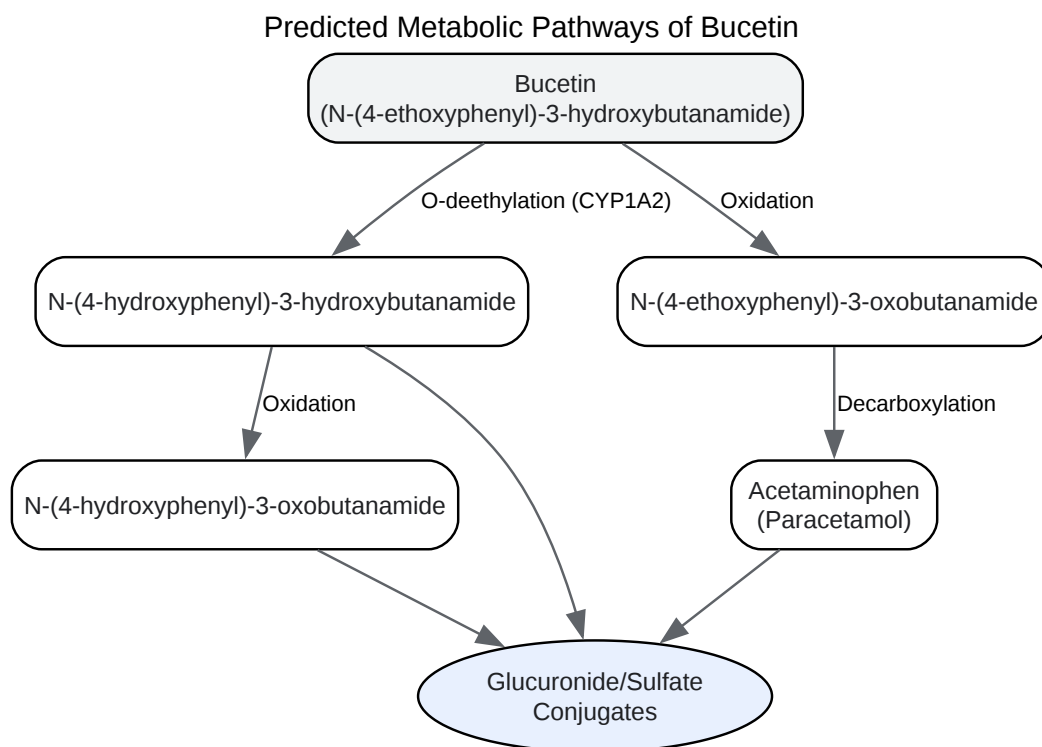 Predicted Metabolic Pathways of Bucetin
Bucetin
(N-(4-ethoxyphenyl)-3-hydroxybutanamide)
O-deethylation (CYP1A2)
Oxidation
N-(4-hydroxyphenyl)-3-hydroxybutanamide
N-(4-ethoxyphenyl)-3-oxobutanamide
Oxidation
Decarboxylation
N-(4-hydroxyphenyl)-3-oxobutanamide
Acetaminophen
(Paracetamol)
Glucuronide/Sulfate
Conjugates